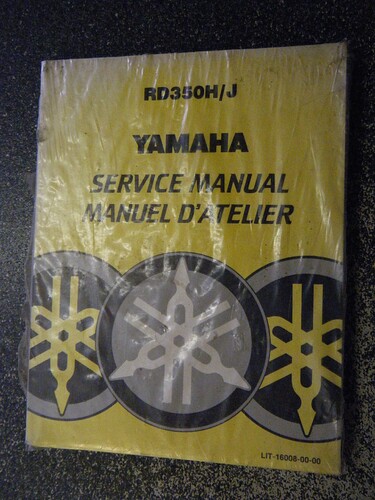 RD350H/J
YAMAHA
SERVICE MANUAL
MANUEL D'ATELIER
LIT-16008-00-00